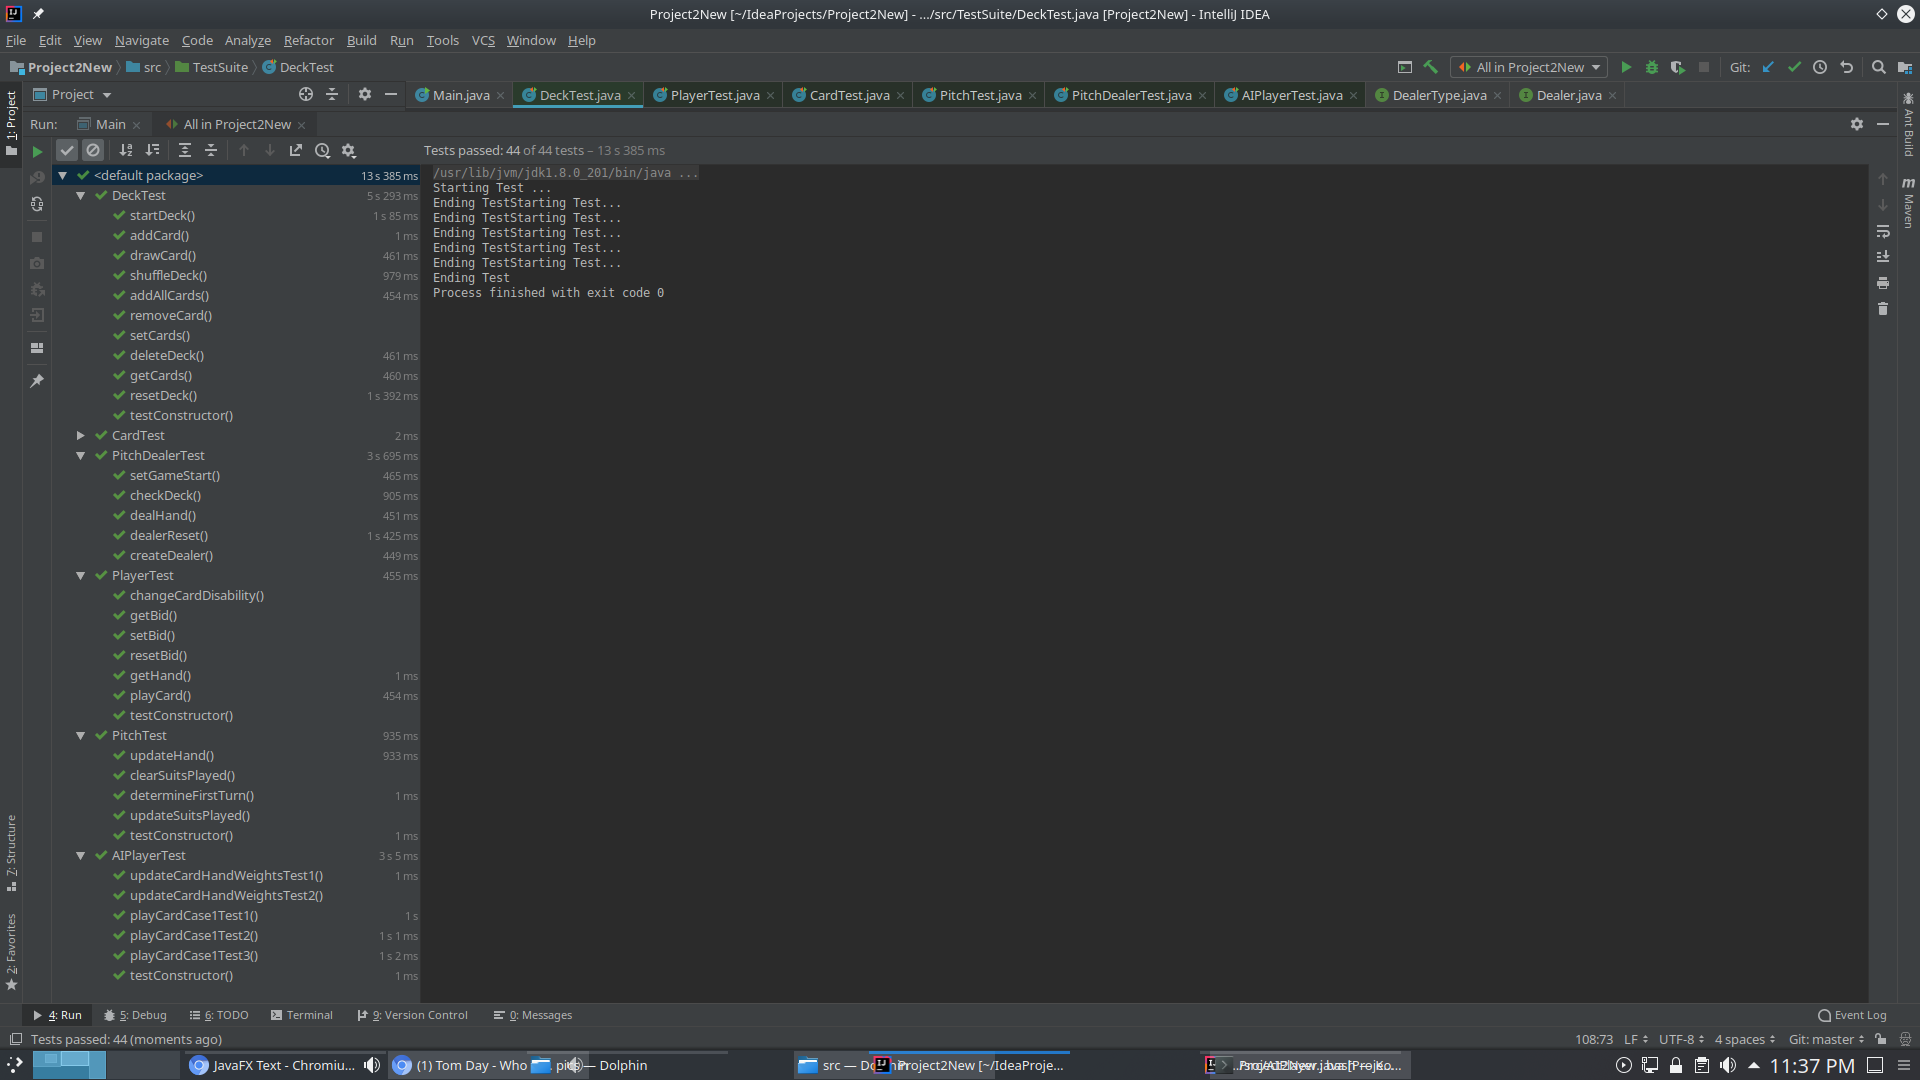 Project2New [~/IdeaProjects/Project2New] - .../src/TestSuite/DeckTest.java [Project2New] - IntelliJ IDEA
File Edit View Navigate Code Analyze Refactor Build Run Tools VCS Window Help
Project2New src TestSuite DeckTest All in Project2New Git:
Project Main.java DeckTest.java PlayerTest.java CardTest.java PitchTest.java PitchDealerTest.java AIPlayerTest.java DealerType.java Dealer.java
Run: Main All in Project2New
Tests passed: 44 of 44 tests – 13 s 385 ms
<default package> 13 s 385 ms
DeckTest 5 s 293 ms
startDeck() 1 s 85 ms
addCard() 1 ms
drawCard() 461 ms
shuffleDeck() 979 ms
addAllCards() 454 ms
removeCard()
setCards()
deleteDeck() 461 ms
getCards() 460 ms
resetDeck() 1 s 392 ms
testConstructor()
CardTest 2 ms
PitchDealerTest 3 s 695 ms
setGameStart() 465 ms
checkDeck() 905 ms
dealHand() 451 ms
dealerReset() 1 s 425 ms
createDealer() 449 ms
PlayerTest 455 ms
changeCardDisability()
getBid()
setBid()
resetBid()
getHand() 1 ms
playCard() 454 ms
testConstructor()
PitchTest 935 ms
updateHand() 933 ms
clearSuitsPlayed()
determineFirstTurn() 1 ms
updateSuitsPlayed()
testConstructor() 1 ms
AIPlayerTest 3 s 5 ms
updateCardHandWeightsTest1() 1 ms
updateCardHandWeightsTest2()
playCardCase1Test1() 1 s
playCardCase1Test2() 1 s 1 ms
playCardCase1Test3() 1 s 2 ms
testConstructor() 1 ms
/usr/lib/jvm/jdk1.8.0_201/bin/java ...
Starting Test ...
Ending TestStarting Test...
Ending TestStarting Test...
Ending TestStarting Test...
Ending TestStarting Test...
Ending TestStarting Test...
Ending Test
Process finished with exit code 0
1: Project
7: Structure
2: Favorites
Ant Build
m Maven
4: Run 5: Debug 6: TODO Terminal 9: Version Control 0: Messages Event Log
Tests passed: 44 (moments ago) 108:73 LF UTF-8 4 spaces Git: master
JavaFX Text - Chromiu... (1) Tom Day - Who — Dolphin src — Project2New [~/IdeaProje... 11:37 PM